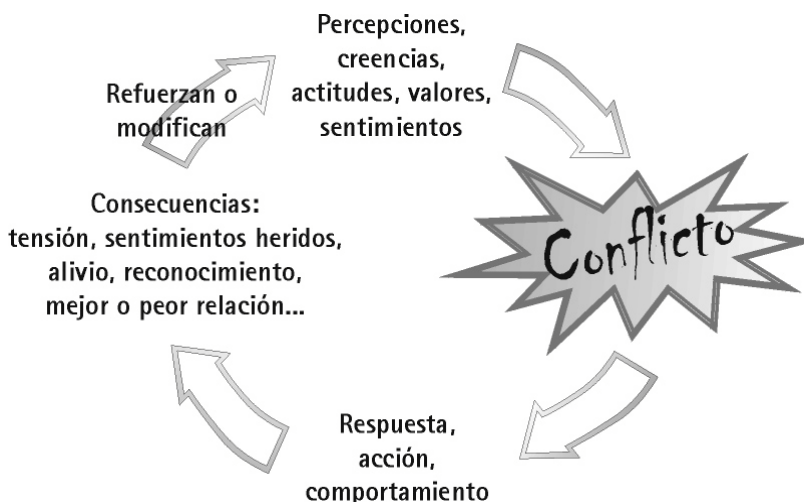 Percepciones,
creencias,
actitudes, valores,
sentimientos
Refuerzan o
modifican
Conflicto
Consecuencias:
tensión, sentimientos heridos,
alivio, reconocimiento,
mejor o peor relación...
Respuesta,
acción,
comportamiento